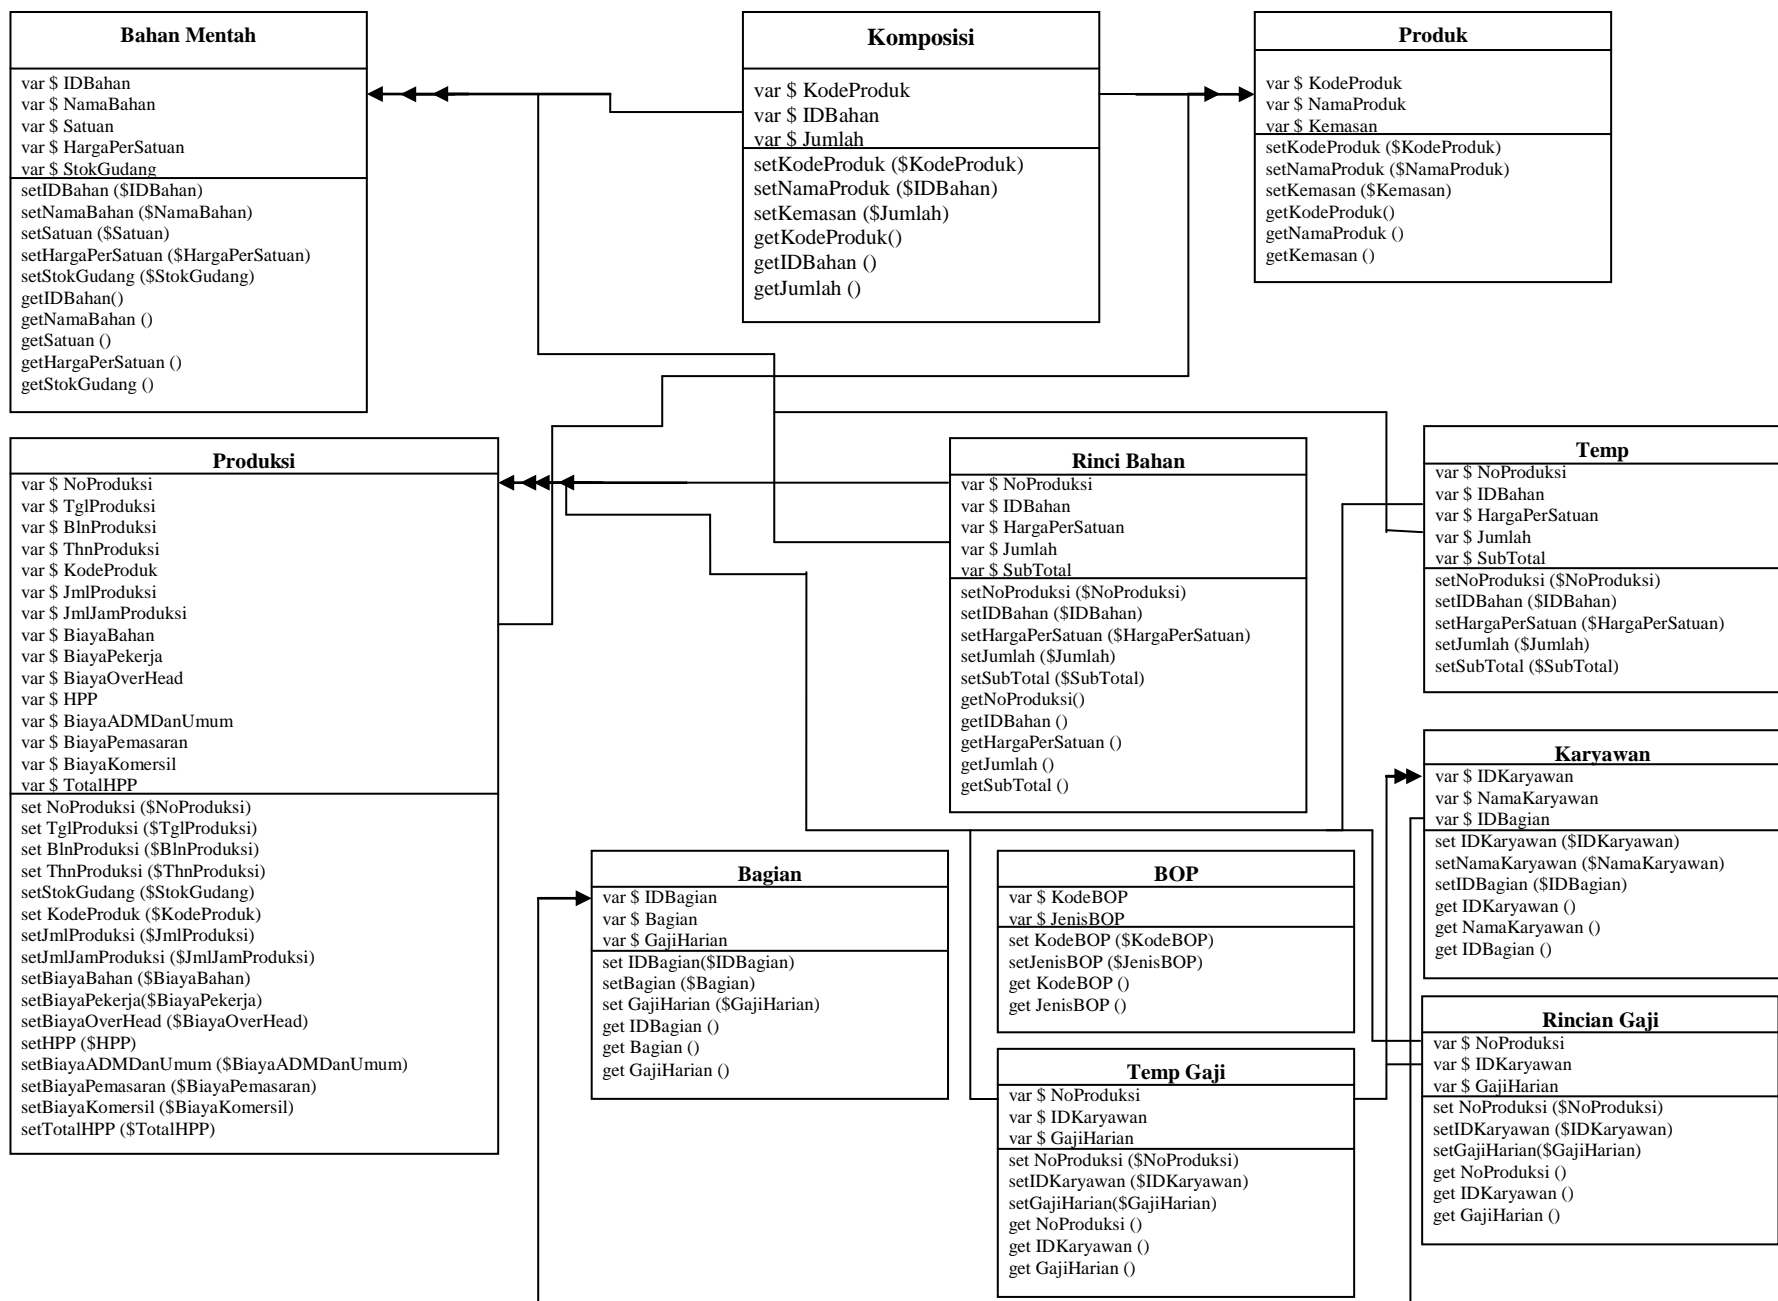 Bahan Mentah
var $ IDBahan
var $ NamaBahan
var $ Satuan
var $ HargaPerSatuan
var $ StokGudang
setIDBahan ($IDBahan)
setNamaBahan ($NamaBahan)
setSatuan ($Satuan)
setHargaPerSatuan ($HargaPerSatuan)
setStokGudang ($StokGudang)
getIDBahan()
getNamaBahan ()
getSatuan ()
getHargaPerSatuan ()
getStokGudang ()
Komposisi
var $ KodeProduk
var $ IDBahan
var $ Jumlah
setKodeProduk ($KodeProduk)
setNamaProduk ($IDBahan)
setKemasan ($Jumlah)
getKodeProduk()
getIDBahan ()
getJumlah ()
Produk
var $ KodeProduk
var $ NamaProduk
var $ Kemasan
setKodeProduk ($KodeProduk)
setNamaProduk ($NamaProduk)
setKemasan ($Kemasan)
getKodeProduk()
getNamaProduk ()
getKemasan ()
Produksi
var $ NoProduksi
var $ TglProduksi
var $ BlnProduksi
var $ ThnProduksi
var $ KodeProduk
var $ JmlProduksi
var $ JmlJamProduksi
var $ BiayaBahan
var $ BiayaPekerja
var $ BiayaOverHead
var $ HPP
var $ BiayaADMDanUmum
var $ BiayaPemasaran
var $ BiayaKomersil
var $ TotalHPP
set NoProduksi ($NoProduksi)
set TglProduksi ($TglProduksi)
set BlnProduksi ($BlnProduksi)
set ThnProduksi ($ThnProduksi)
setStokGudang ($StokGudang)
set KodeProduk ($KodeProduk)
setJmlProduksi ($JmlProduksi)
setJmlJamProduksi ($JmlJamProduksi)
setBiayaBahan ($BiayaBahan)
setBiayaPekerja($BiayaPekerja)
setBiayaOverHead ($BiayaOverHead)
setHPP ($HPP)
setBiayaADMDanUmum ($BiayaADMDanUmum)
setBiayaPemasaran ($BiayaPemasaran)
setBiayaKomersil ($BiayaKomersil)
setTotalHPP ($TotalHPP)
Rinci Bahan
var $ NoProduksi
var $ IDBahan
var $ HargaPerSatuan
var $ Jumlah
var $ SubTotal
setNoProduksi ($NoProduksi)
setIDBahan ($IDBahan)
setHargaPerSatuan ($HargaPerSatuan)
setJumlah ($Jumlah)
setSubTotal ($SubTotal)
getNoProduksi()
getIDBahan ()
getHargaPerSatuan ()
getJumlah ()
getSubTotal ()
Temp
var $ NoProduksi
var $ IDBahan
var $ HargaPerSatuan
var $ Jumlah
var $ SubTotal
setNoProduksi ($NoProduksi)
setIDBahan ($IDBahan)
setHargaPerSatuan ($HargaPerSatuan)
setJumlah ($Jumlah)
setSubTotal ($SubTotal)
Karyawan
var $ IDKaryawan
var $ NamaKaryawan
var $ IDBagian
set IDKaryawan ($IDKaryawan)
setNamaKaryawan ($NamaKaryawan)
setIDBagian ($IDBagian)
get IDKaryawan ()
get NamaKaryawan ()
get IDBagian ()
Bagian
var $ IDBagian
var $ Bagian
var $ GajiHarian
set IDBagian($IDBagian)
setBagian ($Bagian)
set GajiHarian ($GajiHarian)
get IDBagian ()
get Bagian ()
get GajiHarian ()
BOP
var $ KodeBOP
var $ JenisBOP
set KodeBOP ($KodeBOP)
setJenisBOP ($JenisBOP)
get KodeBOP ()
get JenisBOP ()
Temp Gaji
var $ NoProduksi
var $ IDKaryawan
var $ GajiHarian
set NoProduksi ($NoProduksi)
setIDKaryawan ($IDKaryawan)
setGajiHarian($GajiHarian)
get NoProduksi ()
get IDKaryawan ()
get GajiHarian ()
Rincian Gaji
var $ NoProduksi
var $ IDKaryawan
var $ GajiHarian
set NoProduksi ($NoProduksi)
setIDKaryawan ($IDKaryawan)
setGajiHarian($GajiHarian)
get NoProduksi ()
get IDKaryawan ()
get GajiHarian ()